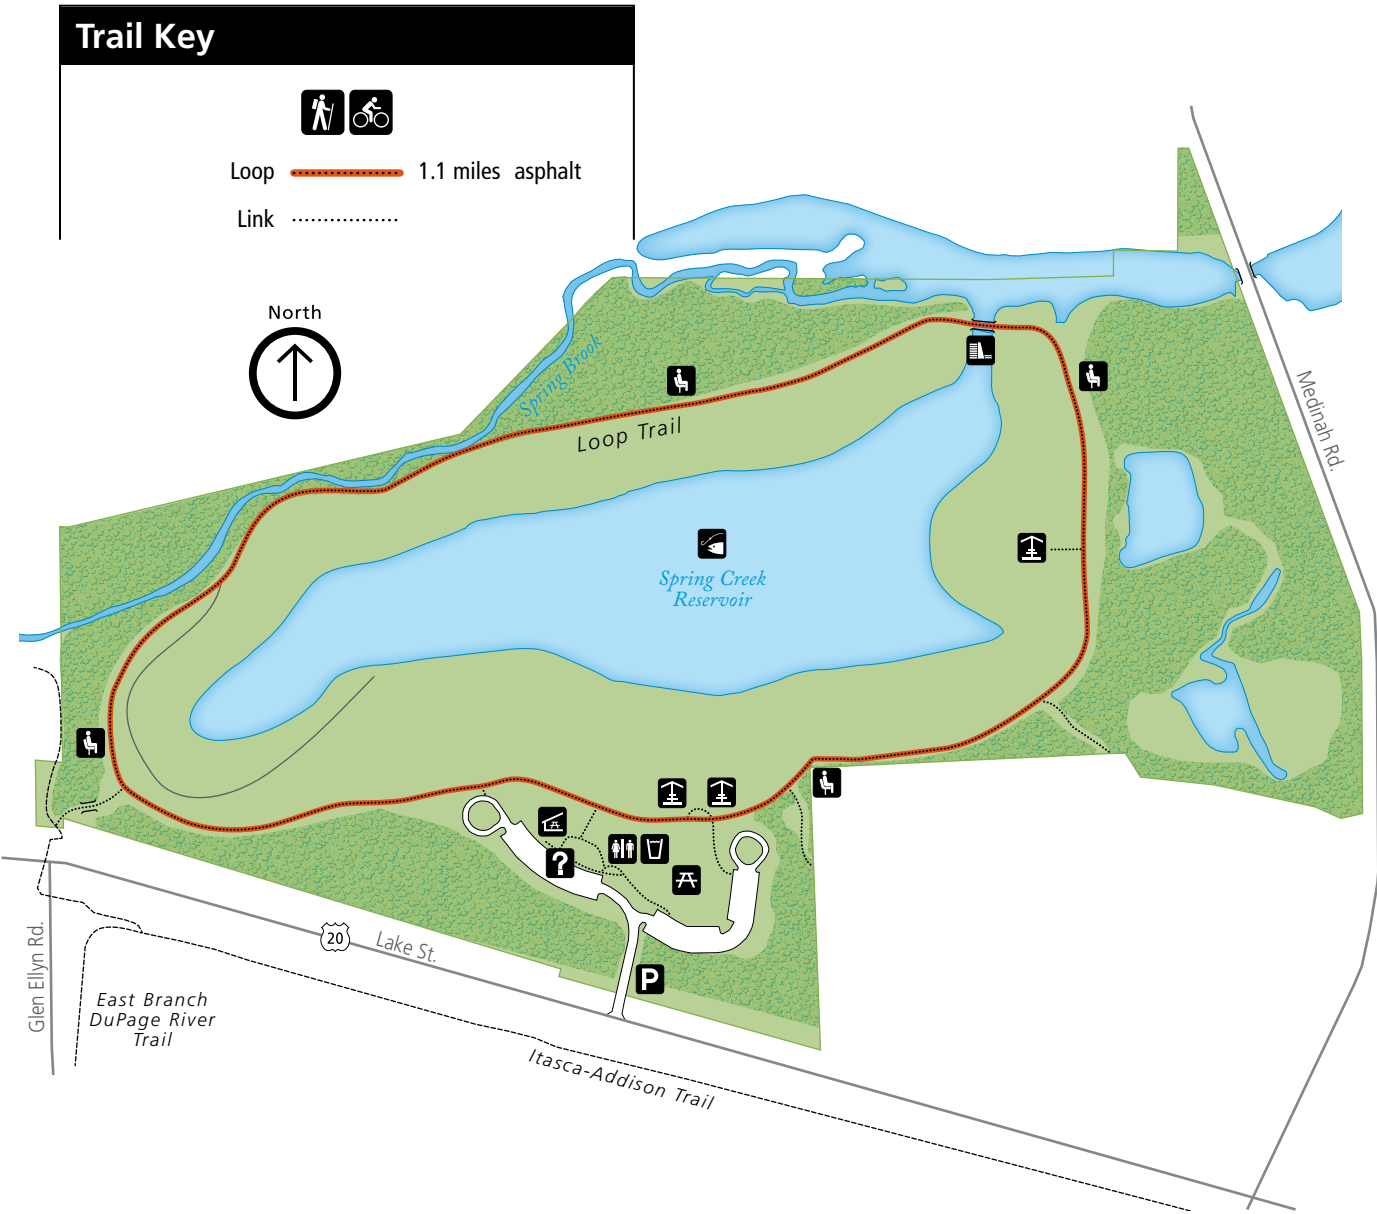 Trail Key
Loop 1.1 miles asphalt
Link
North
Spring Brook
Loop Trail
Medinah Rd.
Spring Creek
Reservoir
?
P
20
Lake St.
Glen Ellyn Rd.
East Branch
DuPage River
Trail
Itasca-Addison Trail